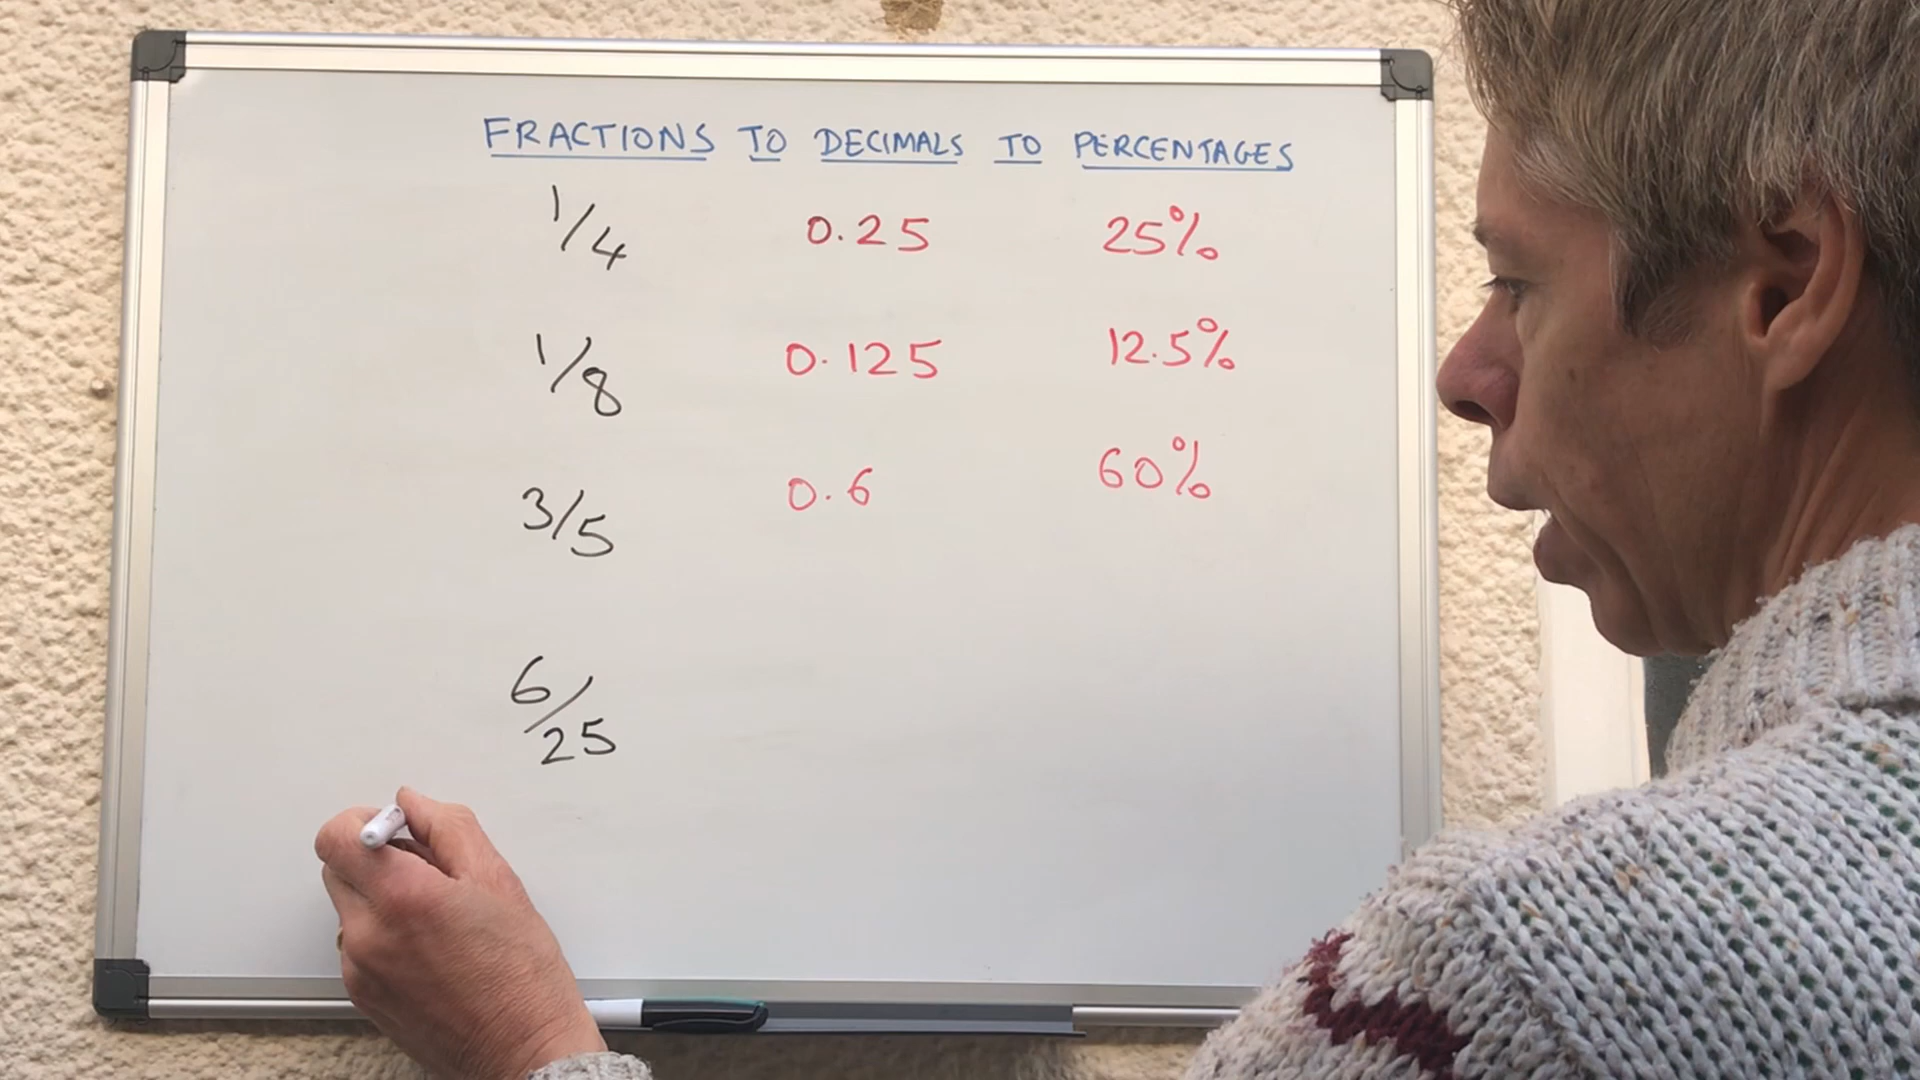 FRACTIONS TO DECIMALS TO PERCENTAGES
1/4 0.25 25%
1/8 0.125 12.5%
3/5 0.6 60%
6/25